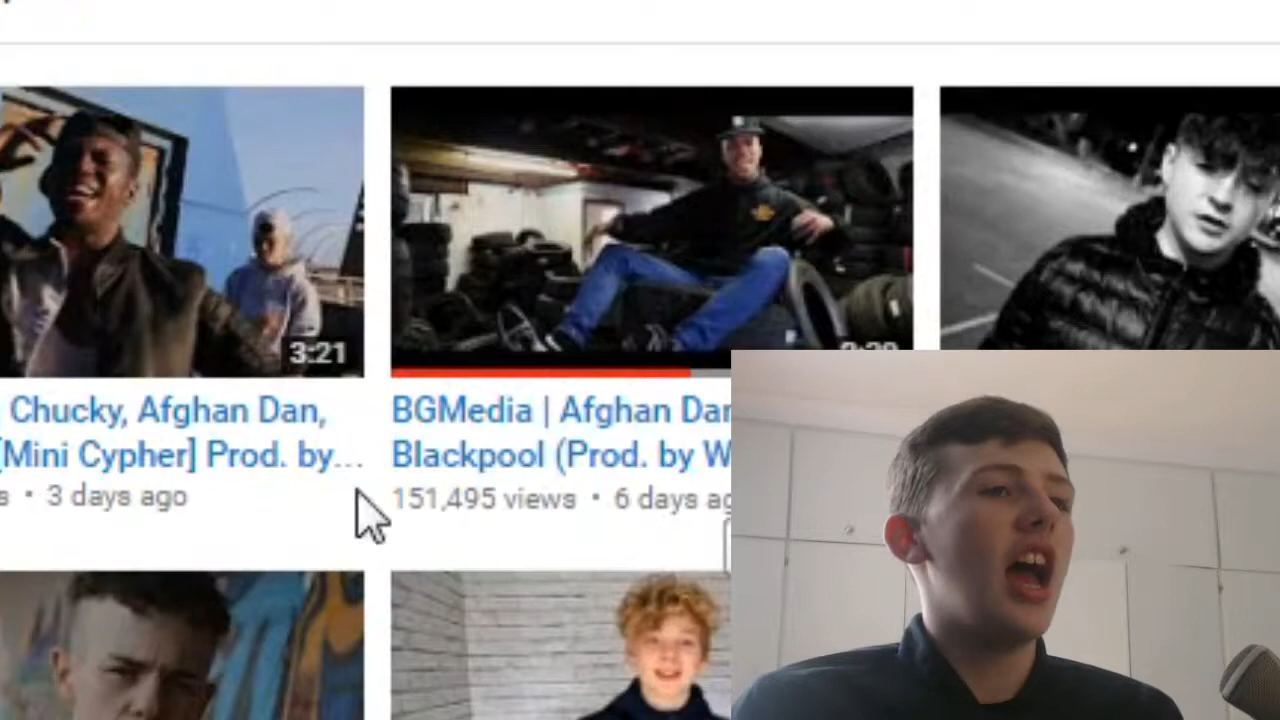 3:21
Chucky, Afghan Dan,
[Mini Cypher] Prod. by...
s • 3 days ago
BGMedia | Afghan Dan
Blackpool (Prod. by W
151,495 views • 6 days ag